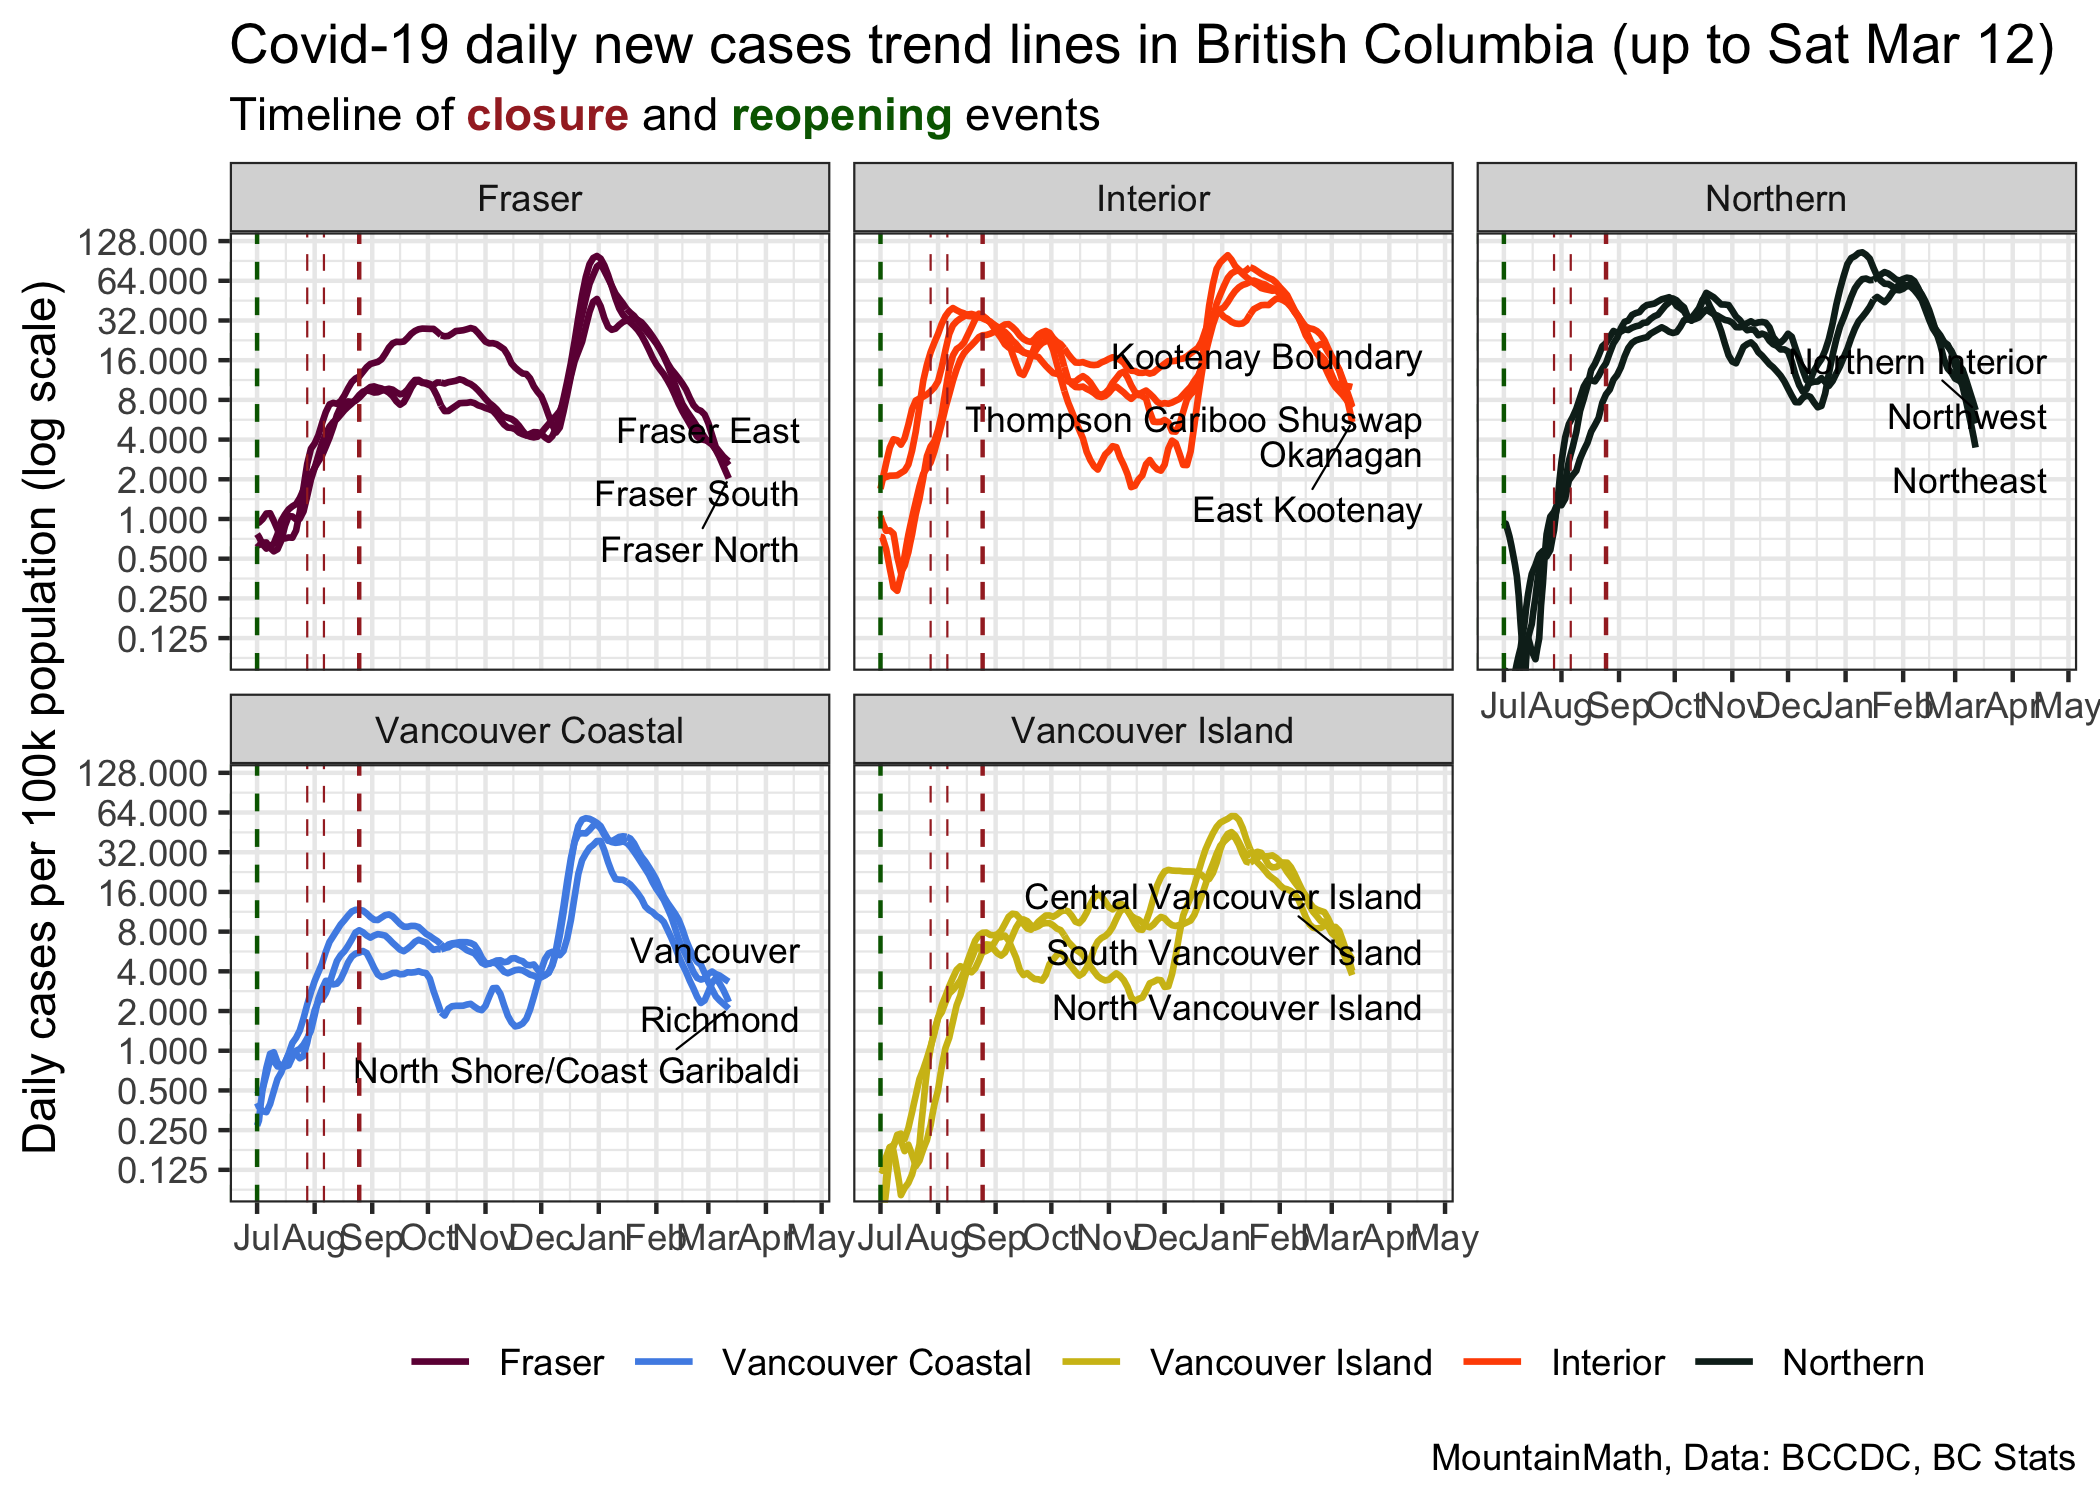 Covid-19 daily new cases trend lines in British Columbia (up to Sat Mar 12)
Timeline of closure and reopening events
Daily cases per 100k population (log scale)
Fraser
Interior
Northern
128.000
64.000
32.000
16.000
8.000
4.000
2.000
1.000
0.500
0.250
0.125
Fraser East
Fraser South
Fraser North
Kootenay Boundary
Thompson Cariboo Shuswap
Okanagan
East Kootenay
Northern Interior
Northwest
Northeast
Jul Aug Sep Oct Nov Dec Jan Feb Mar Apr May
Vancouver Coastal
Vancouver Island
128.000
64.000
32.000
16.000
8.000
4.000
2.000
1.000
0.500
0.250
0.125
Vancouver
Richmond
North Shore/Coast Garibaldi
Central Vancouver Island
South Vancouver Island
North Vancouver Island
Jul Aug Sep Oct Nov Dec Jan Feb Mar Apr May
Jul Aug Sep Oct Nov Dec Jan Feb Mar Apr May
Fraser Vancouver Coastal Vancouver Island Interior Northern
MountainMath, Data: BCCDC, BC Stats